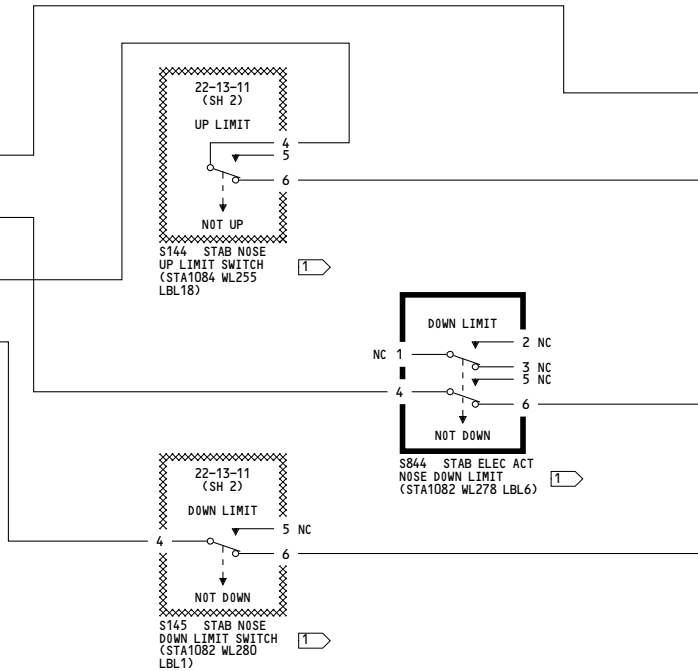 22-13-11
(SH 2)
UP LIMIT
4
5
6
NOT UP
S144 STAB NOSE
UP LIMIT SWITCH
(STA1084 WL255
LBL18)
1
DOWN LIMIT
2 NC
NC 1
3 NC
5 NC
4
6
NOT DOWN
S844 STAB ELEC ACT
NOSE DOWN LIMIT
(STA1082 WL278 LBL6)
1
22-13-11
(SH 2)
DOWN LIMIT
5 NC
4
6
NOT DOWN
S145 STAB NOSE
DOWN LIMIT SWITCH
(STA1082 WL280
LBL1)
1